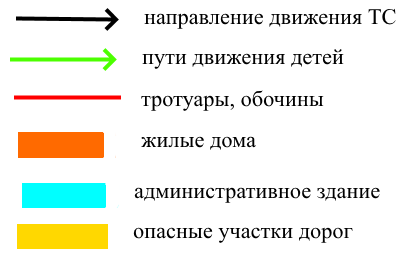 направление движения ТС
пути движения детей
тротуары, обочины
жилые дома
административное здание
опасные участки дорог